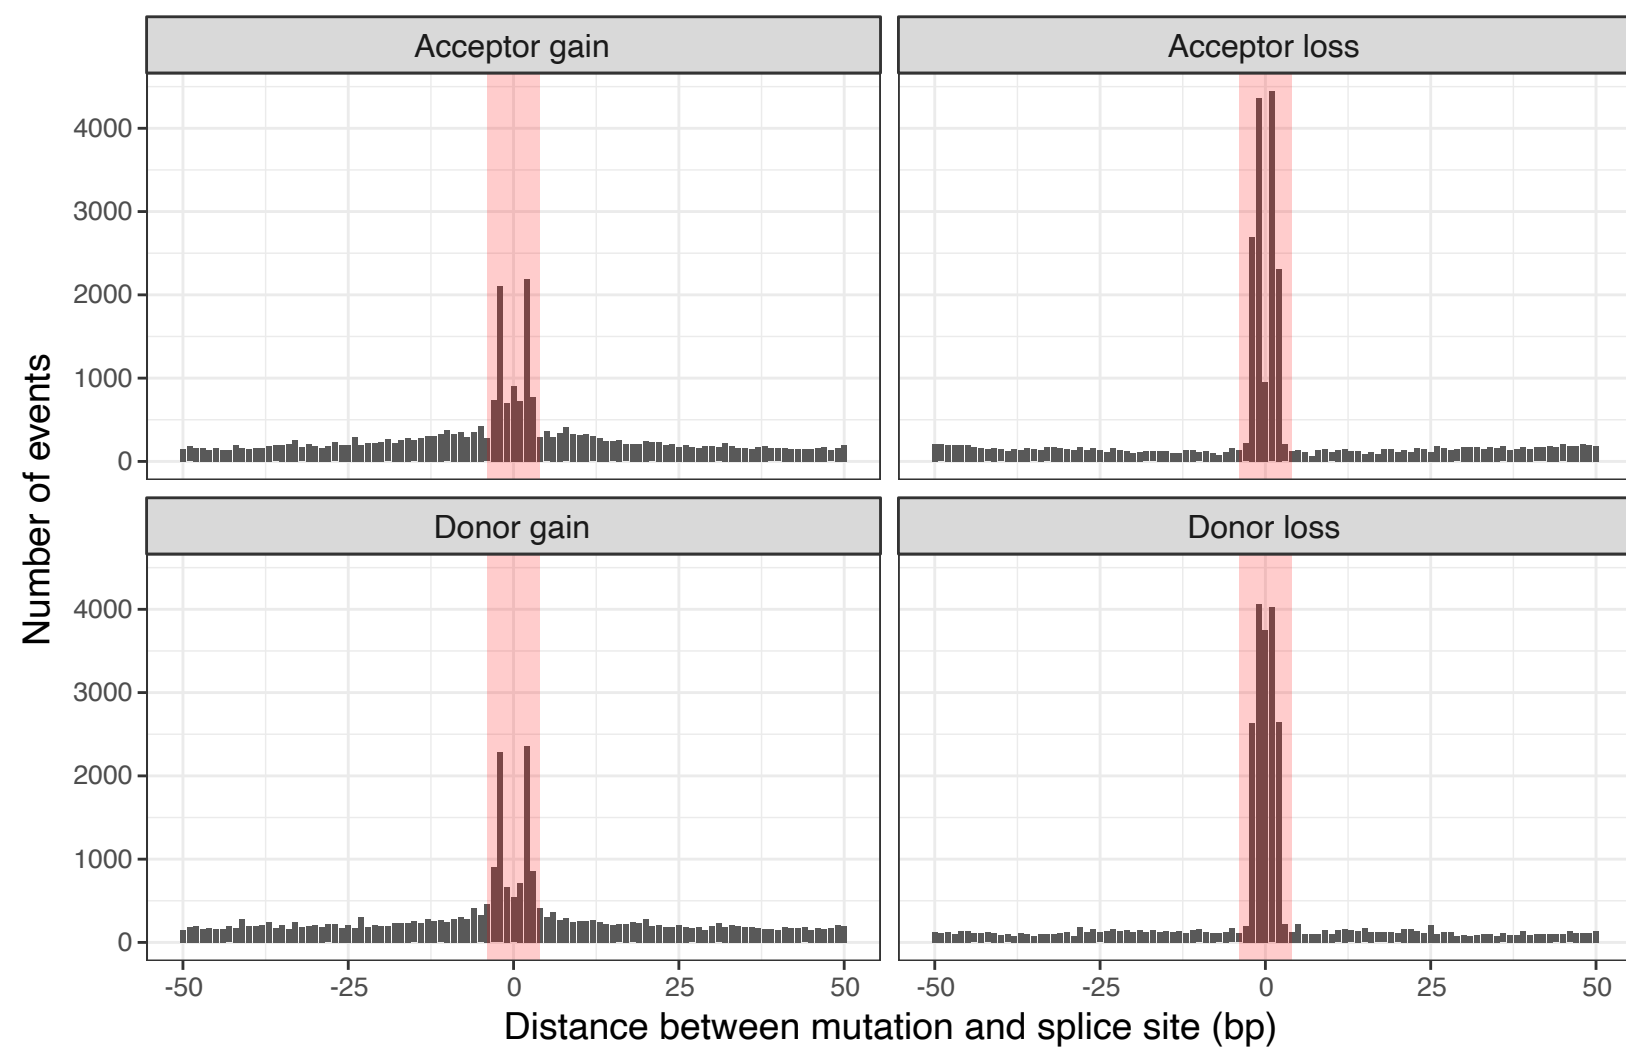 Acceptor gain
Acceptor loss
4000
3000
2000
1000
0
Donor gain
Donor loss
4000
3000
2000
1000
0
-50 -25 0 25 50
-50 -25 0 25 50
Number of events
Distance between mutation and splice site (bp)